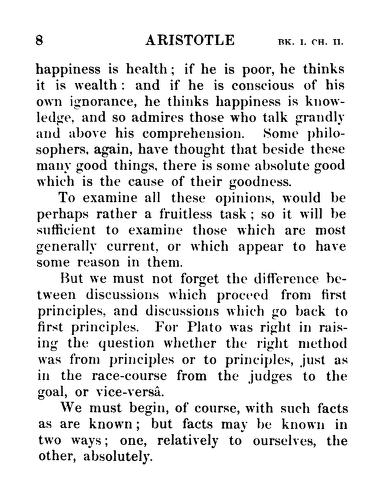 8 ARISTOTLE BK. I. CH. II.
happiness is health; if he is poor, he thinks
it is wealth: and if he is conscious of his
own ignorance, he thinks happiness is know-
ledge, and so admires those who talk grandly
and above his comprehension. Some philo-
sophers, again, have thought that beside these
many good things, there is some absolute good
which is the cause of their goodness.
To examine all these opinions, would be
perhaps rather a fruitless task; so it will be
sufficient to examine those which are most
generally current, or which appear to have
some reason in them.
But we must not forget the difference be-
tween discussions which proceed from first
principles, and discussions which go back to
first principles. For Plato was right in rais-
ing the question whether the right method
was from principles or to principles, just as
in the race-course from the judges to the
goal, or vice-versâ.
We must begin, of course, with such facts
as are known; but facts may be known in
two ways; one, relatively to ourselves, the
other, absolutely.